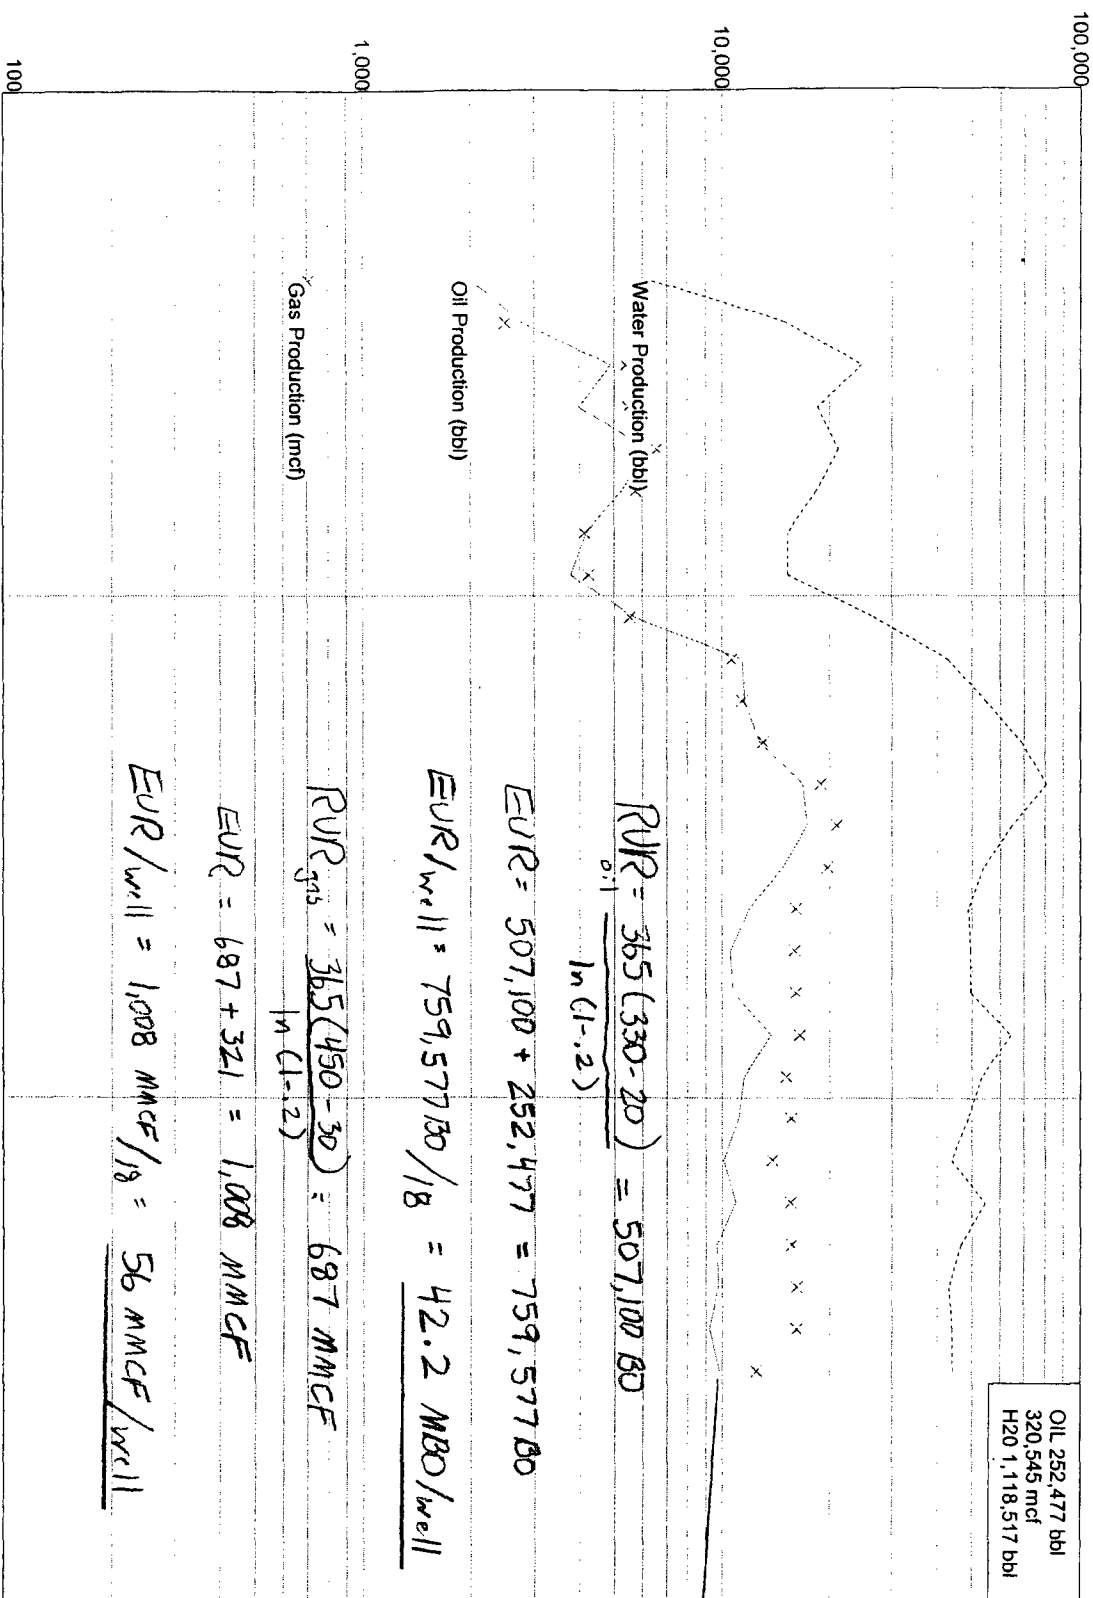 100,000
10,000
1,000
100
OIL 252,477 bbl
320,545 mcf
H20 1,118,517 bbl
Water Production (bbl)
Oil Production (bbl)
Gas Production (mcf)
RUR oil = 365(330-20) = 507,100 BO
ln(1-.2)
EUR = 507,100 + 252,477 = 759,577 BO
EUR/well = 759,577 BO/18 = 42.2 MBO/well
RUR gas = 365(450-30) = 687 MMCF
ln(1-.2)
EUR = 687 + 321 = 1,008 MMCF
EUR/well = 1,008 MMCF/18 = 56 MMCF/well